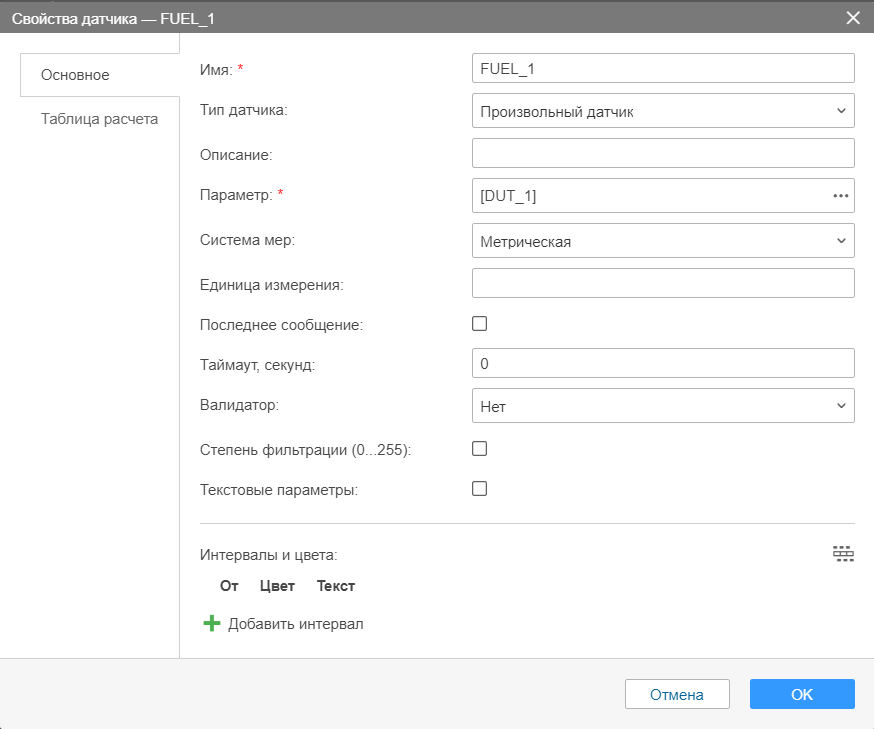 Свойства датчика — FUEL_1
Основное
Таблица расчета
Имя: *
FUEL_1
Тип датчика:
Произвольный датчик
Описание:
Параметр: *
[DUT_1]
Система мер:
Метрическая
Единица измерения:
Последнее сообщение:
Таймаут, секунд:
0
Валидатор:
Нет
Степень фильтрации (0...255):
Текстовые параметры:
Интервалы и цвета:
От Цвет Текст
Добавить интервал
Отмена
OK